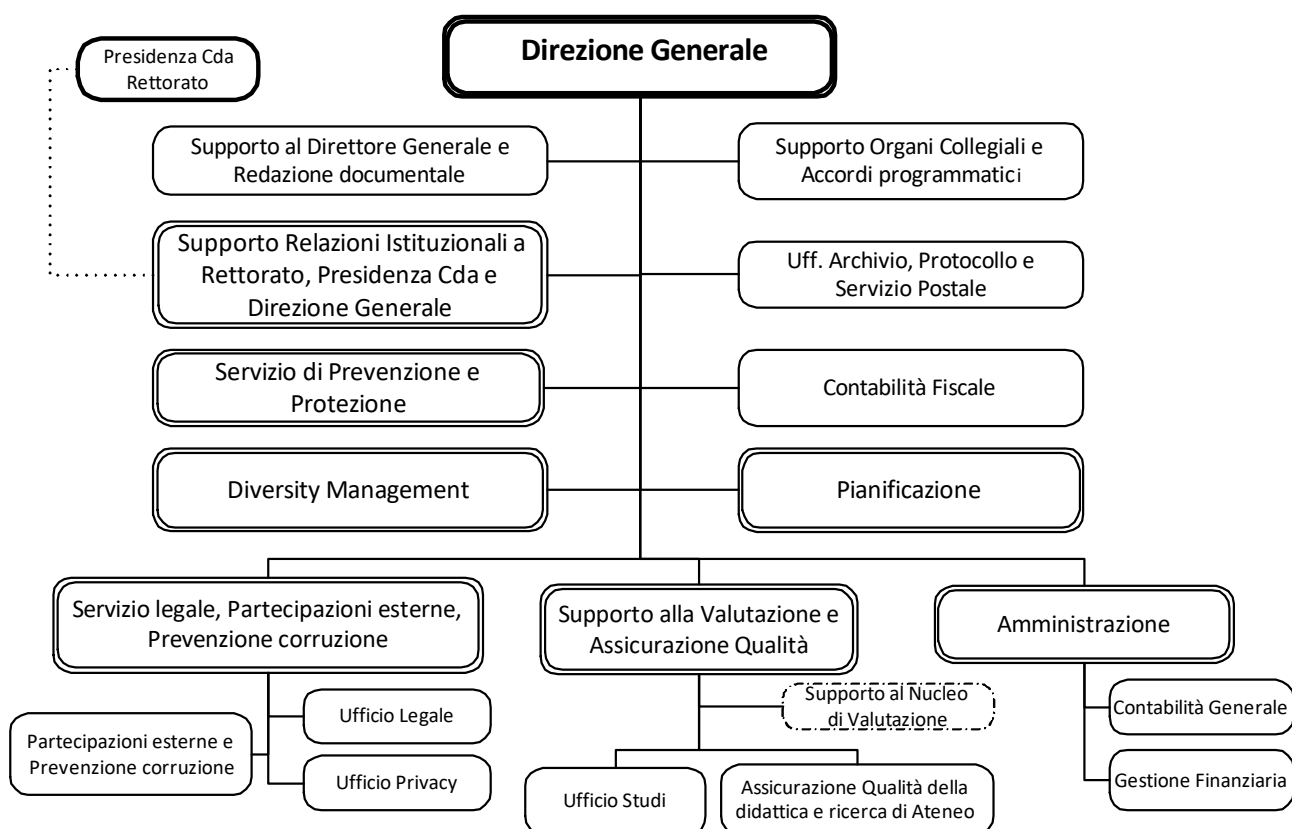 Direzione Generale
Presidenza Cda
Rettorato
Supporto al Direttore Generale e
Redazione documentale
Supporto Organi Collegiali e
Accordi programmatici
Supporto Relazioni Istituzionali a
Rettorato, Presidenza Cda e
Direzione Generale
Uff. Archivio, Protocollo e
Servizio Postale
Servizio di Prevenzione e
Protezione
Contabilità Fiscale
Diversity Management
Pianificazione
Servizio legale, Partecipazioni esterne,
Prevenzione corruzione
Supporto alla Valutazione e
Assicurazione Qualità
Amministrazione
Ufficio Legale
Partecipazioni esterne e
Prevenzione corruzione
Ufficio Privacy
Supporto al Nucleo
di Valutazione
Ufficio Studi
Assicurazione Qualità della
didattica e ricerca di Ateneo
Contabilità Generale
Gestione Finanziaria